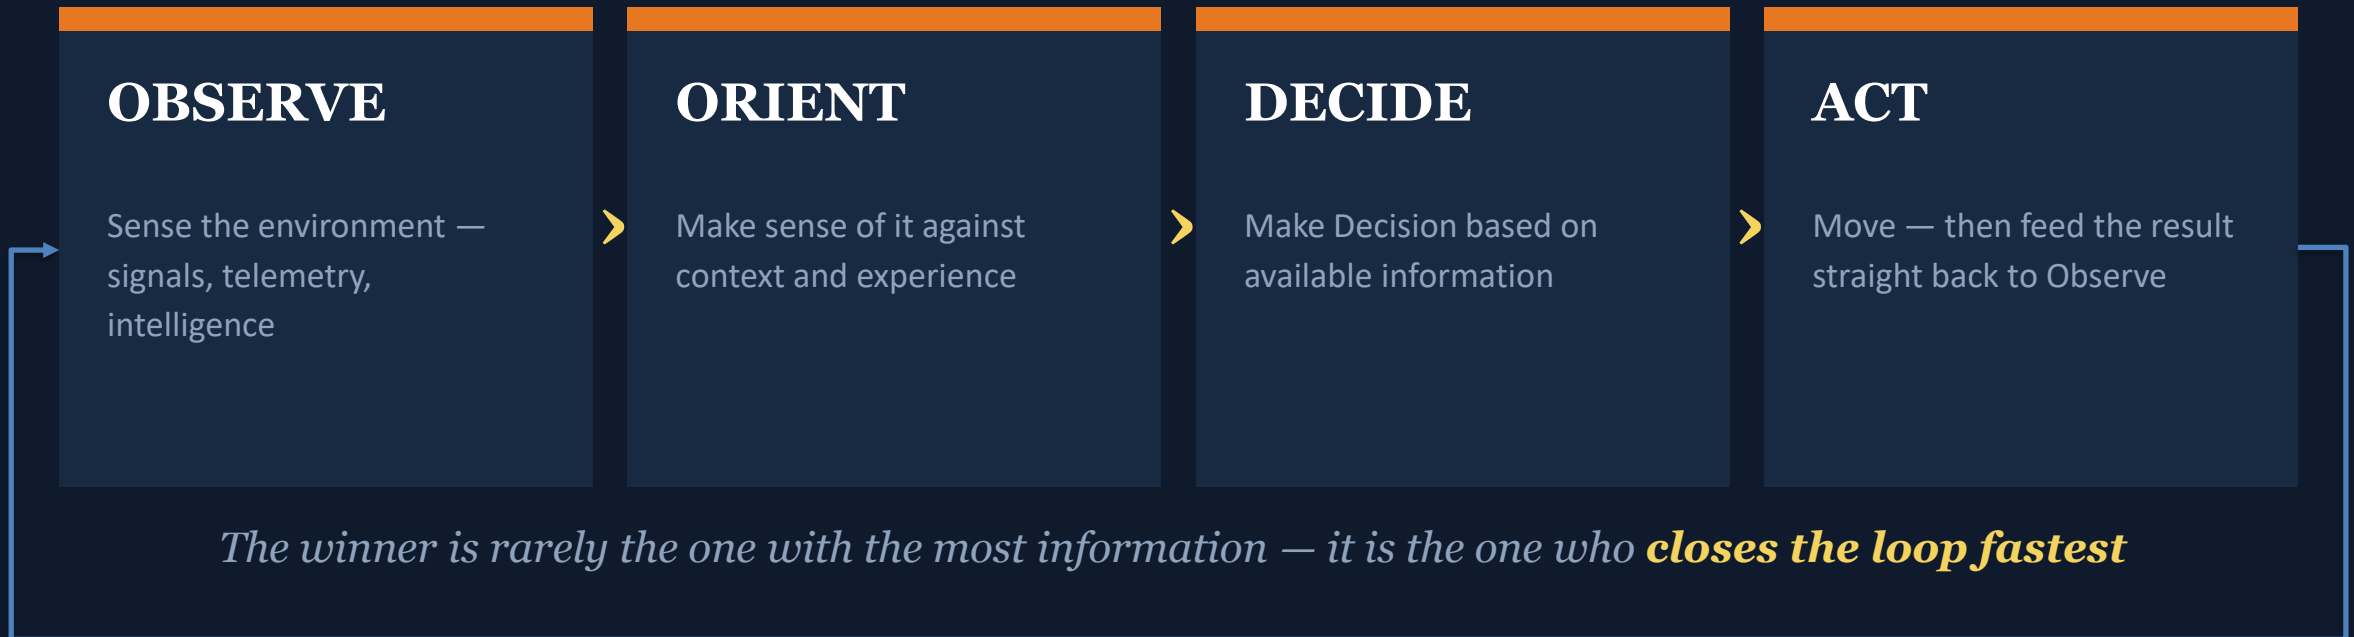 OBSERVE
Sense the environment —
signals, telemetry,
intelligence
ORIENT
Make sense of it against
context and experience
DECIDE
Make Decision based on
available information
ACT
Move — then feed the result
straight back to Observe
The winner is rarely the one with the most information — it is the one who closes the loop fastest